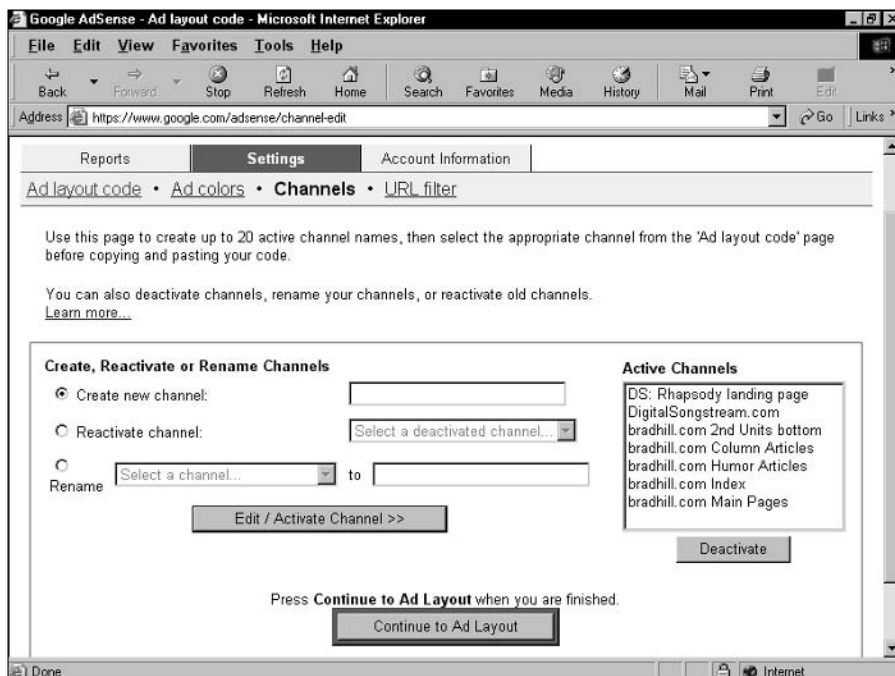 Google AdSense - Ad layout code - Microsoft Internet Explorer
File Edit View Favorites Tools Help
Back Forward Stop Refresh Home Search Favorites Media History Mail Print Edit
Address https://www.google.com/adsense/channel-edit Go Links »
Reports Settings Account Information
Ad layout code • Ad colors • Channels • URL filter
Use this page to create up to 20 active channel names, then select the appropriate channel from the 'Ad layout code' page
before copying and pasting your code.
You can also deactivate channels, rename your channels, or reactivate old channels.
Learn more...
Create, Reactivate or Rename Channels
Create new channel:
Reactivate channel: Select a deactivated channel...
Rename Select a channel... to
Edit / Activate Channel >>
Active Channels
DS: Rhapsody landing page
DigitalSongstream.com
bradhill.com 2nd Units bottom
bradhill.com Column Articles
bradhill.com Humor Articles
bradhill.com Index
bradhill.com Main Pages
Deactivate
Press Continue to Ad Layout when you are finished.
Continue to Ad Layout
Done Internet